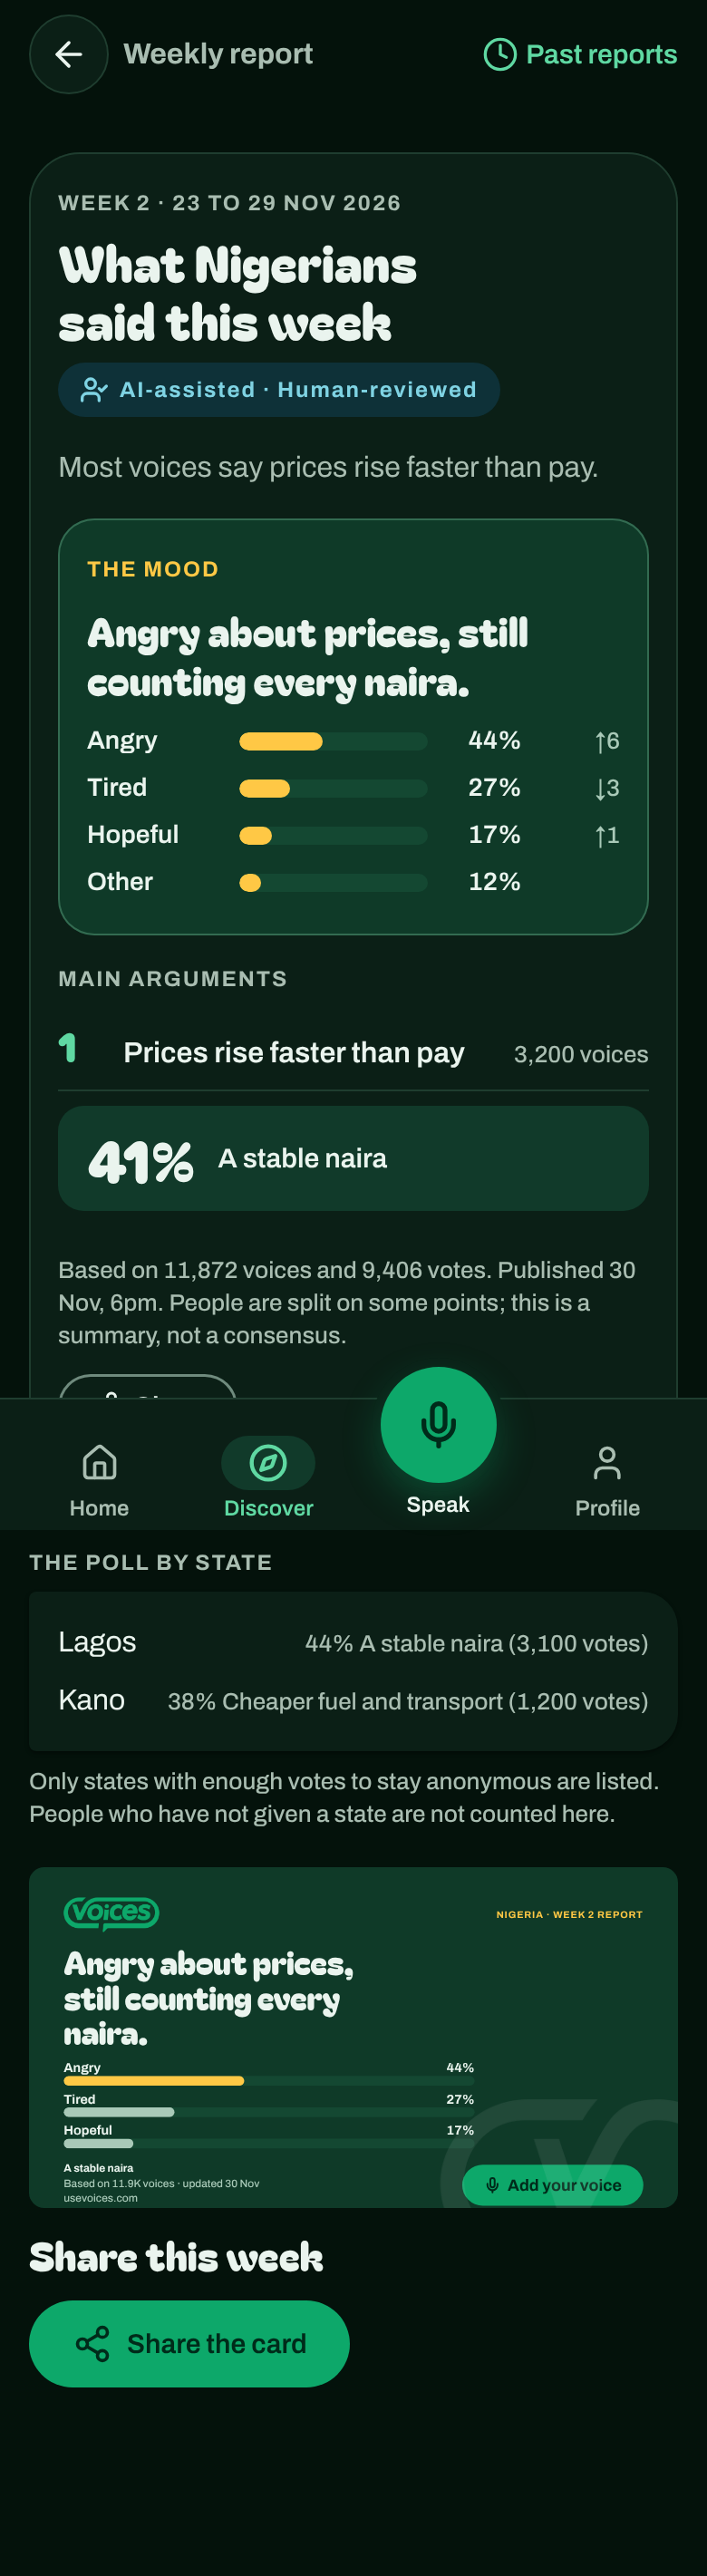 Weekly report
Past reports
WEEK 2 · 23 TO 29 NOV 2026
What Nigerians
said this week
AI-assisted · Human-reviewed
Most voices say prices rise faster than pay.
THE MOOD
Angry about prices, still
counting every naira.
Angry 44% ↑6
Tired 27% ↓3
Hopeful 17% ↑1
Other 12%
MAIN ARGUMENTS
1 Prices rise faster than pay 3,200 voices
41% A stable naira
Based on 11,872 voices and 9,406 votes. Published 30
Nov, 6pm. People are split on some points; this is a
summary, not a consensus.
Home
Discover
Speak
Profile
THE POLL BY STATE
Lagos 44% A stable naira (3,100 votes)
Kano 38% Cheaper fuel and transport (1,200 votes)
Only states with enough votes to stay anonymous are listed.
People who have not given a state are not counted here.
voices
NIGERIA · WEEK 2 REPORT
Angry about prices,
still counting every
naira.
Angry 44%
Tired 27%
Hopeful 17%
A stable naira
Based on 11.9K voices · updated 30 Nov
usevoices.com
Add your voice
Share this week
Share the card